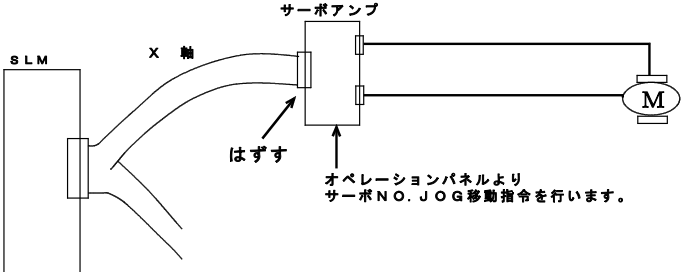 サーボアンプ
X 軸
SLM
M
はずす
オペレーションパネルより
サーボNO.JOG移動指令を行います。